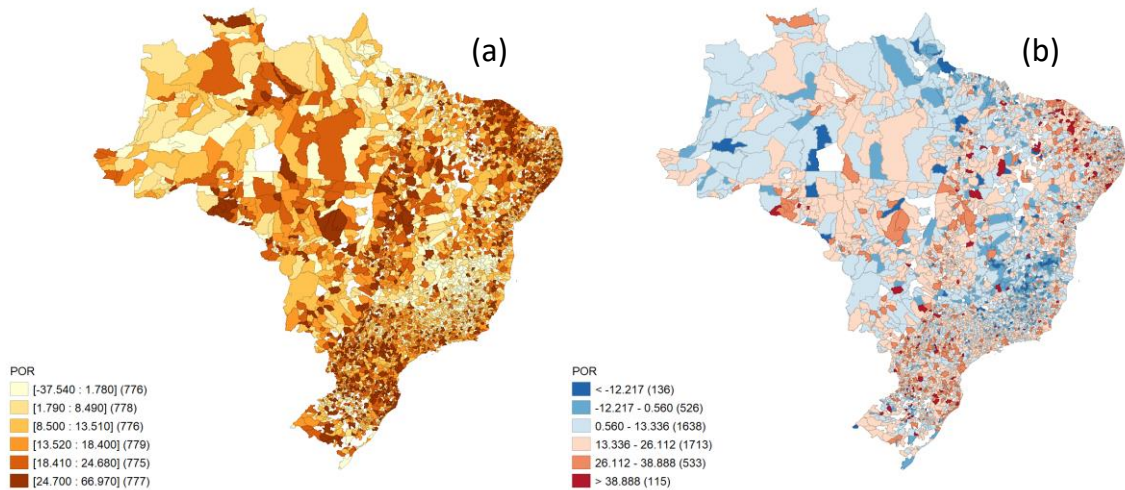 (a)
POR
[-37.540 : 1.780] (776)
[1.790 : 8.490] (778)
[8.500 : 13.510] (776)
[13.520 : 18.400] (779)
[18.410 : 24.680] (775)
[24.700 : 66.970] (777)
(b)
POR
< -12.217 (136)
-12.217 - 0.560 (526)
0.560 - 13.336 (1638)
13.336 - 26.112 (1713)
26.112 - 38.888 (533)
> 38.888 (115)